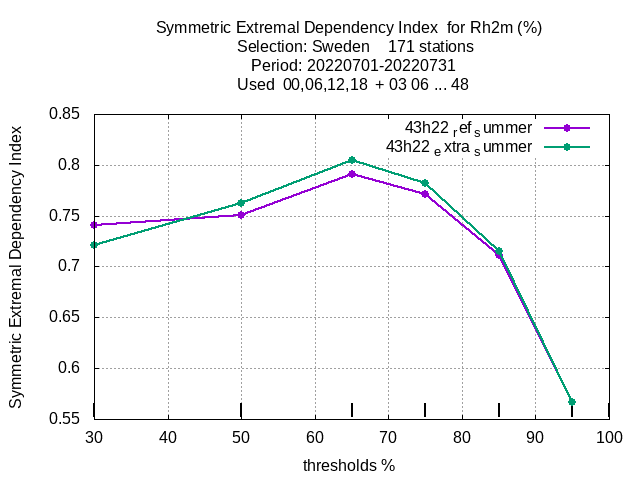 Symmetric Extremal Dependency Index for Rh2m (%)
Selection: Sweden 171 stations
Period: 20220701-20220731
Used 00,06,12,18 + 03 06 ... 48
Symmetric Extremal Dependency Index
0.85
0.8
0.75
0.7
0.65
0.6
0.55
43h22 ref summer
43h22 extra summer
30 40 50 60 70 80 90 100
thresholds %